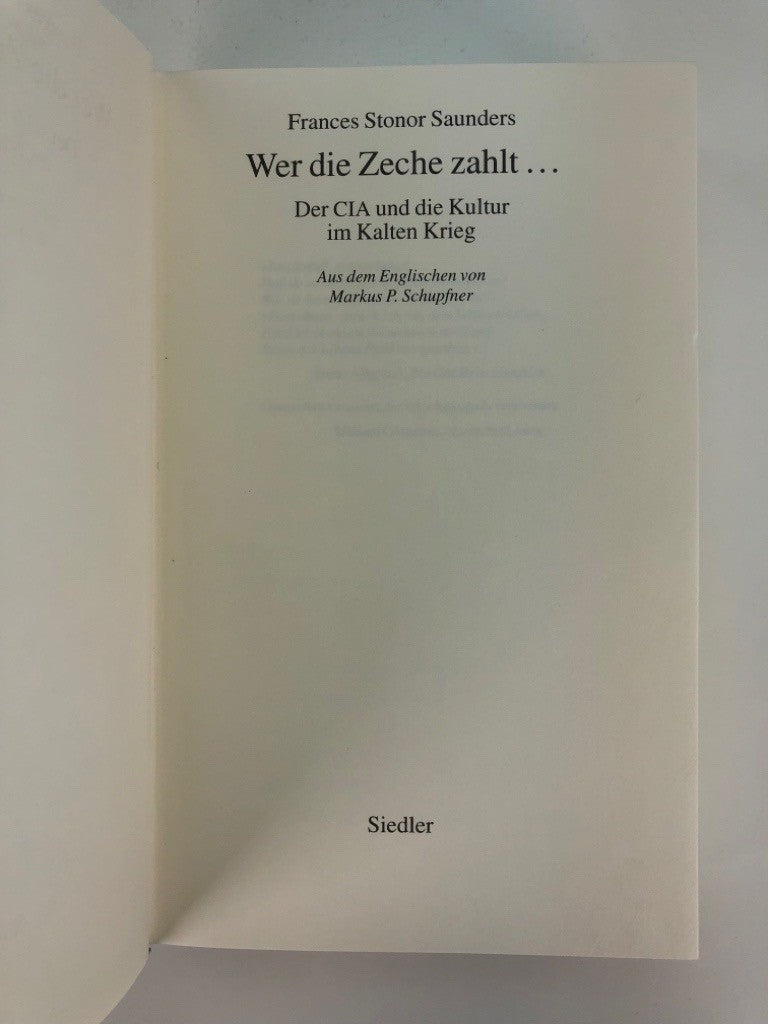 Frances Stonor Saunders
Wer die Zeche zahlt ...
Der CIA und die Kultur
im Kalten Krieg
Aus dem Englischen von
Markus P. Schupfner
Siedler